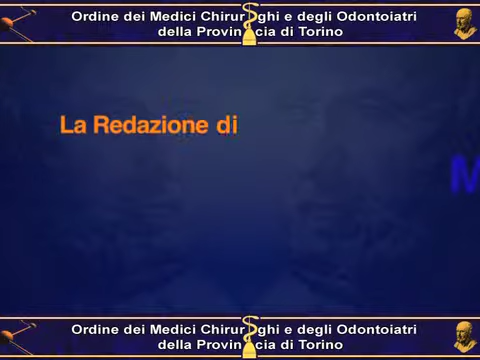 Ordine dei Medici Chirurghi e degli Odontoiatri
della Provincia di Torino
La Redazione di
M
Ordine dei Medici Chirurghi e degli Odontoiatri
della Provincia di Torino